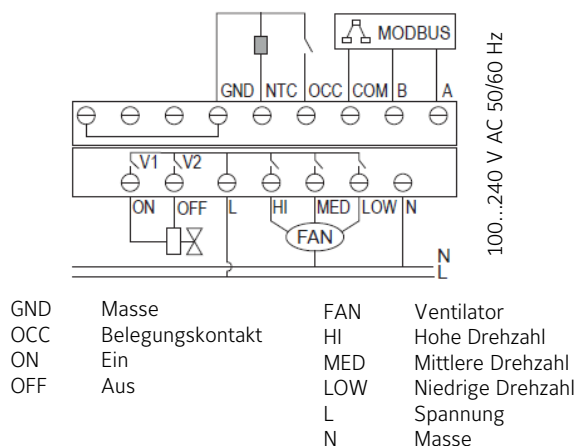 MODBUS
GND NTC OCC COM B A
100...240 V AC 50/60 Hz
V1 V2
ON OFF L HI MED LOW N
FAN
N
L
GND Masse
OCC Belegungskontakt
ON Ein
OFF Aus
FAN Ventilator
HI Hohe Drehzahl
MED Mittlere Drehzahl
LOW Niedrige Drehzahl
L Spannung
N Masse